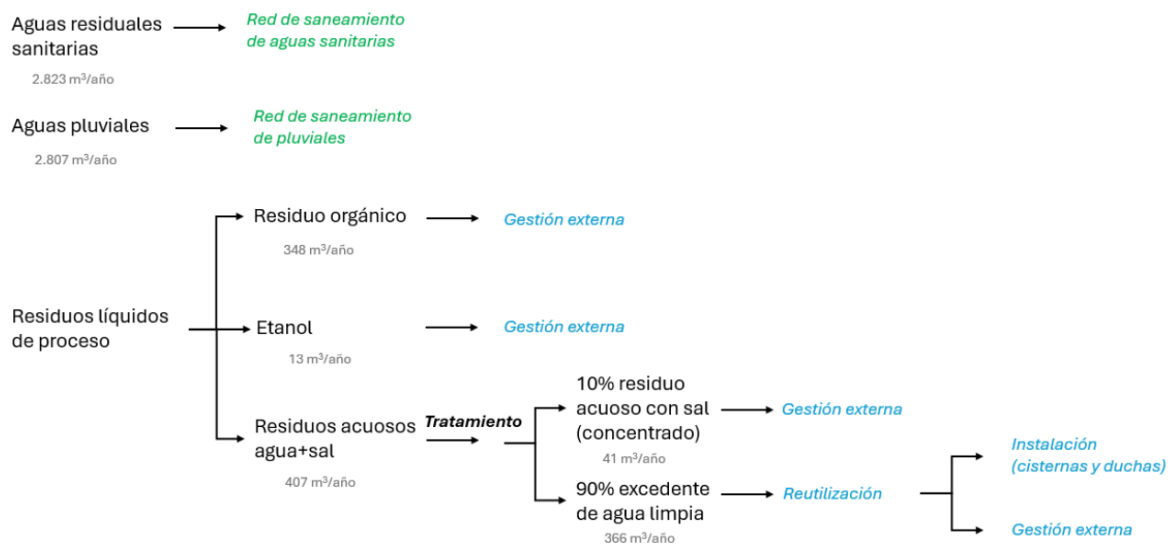 Aguas residuales
sanitarias
2.823 m³/año
Red de saneamiento
de aguas sanitarias
Aguas pluviales
2.807 m³/año
Red de saneamiento
de pluviales
Residuos líquidos
de proceso
Residuo orgánico
348 m³/año
Gestión externa
Etanol
13 m³/año
Gestión externa
Residuos acuosos
agua+sal
407 m³/año
Tratamiento
10% residuo
acuoso con sal
(concentrado)
41 m³/año
Gestión externa
90% excedente
de agua limpia
366 m³/año
Reutilización
Instalación
(cisternas y duchas)
Gestión externa